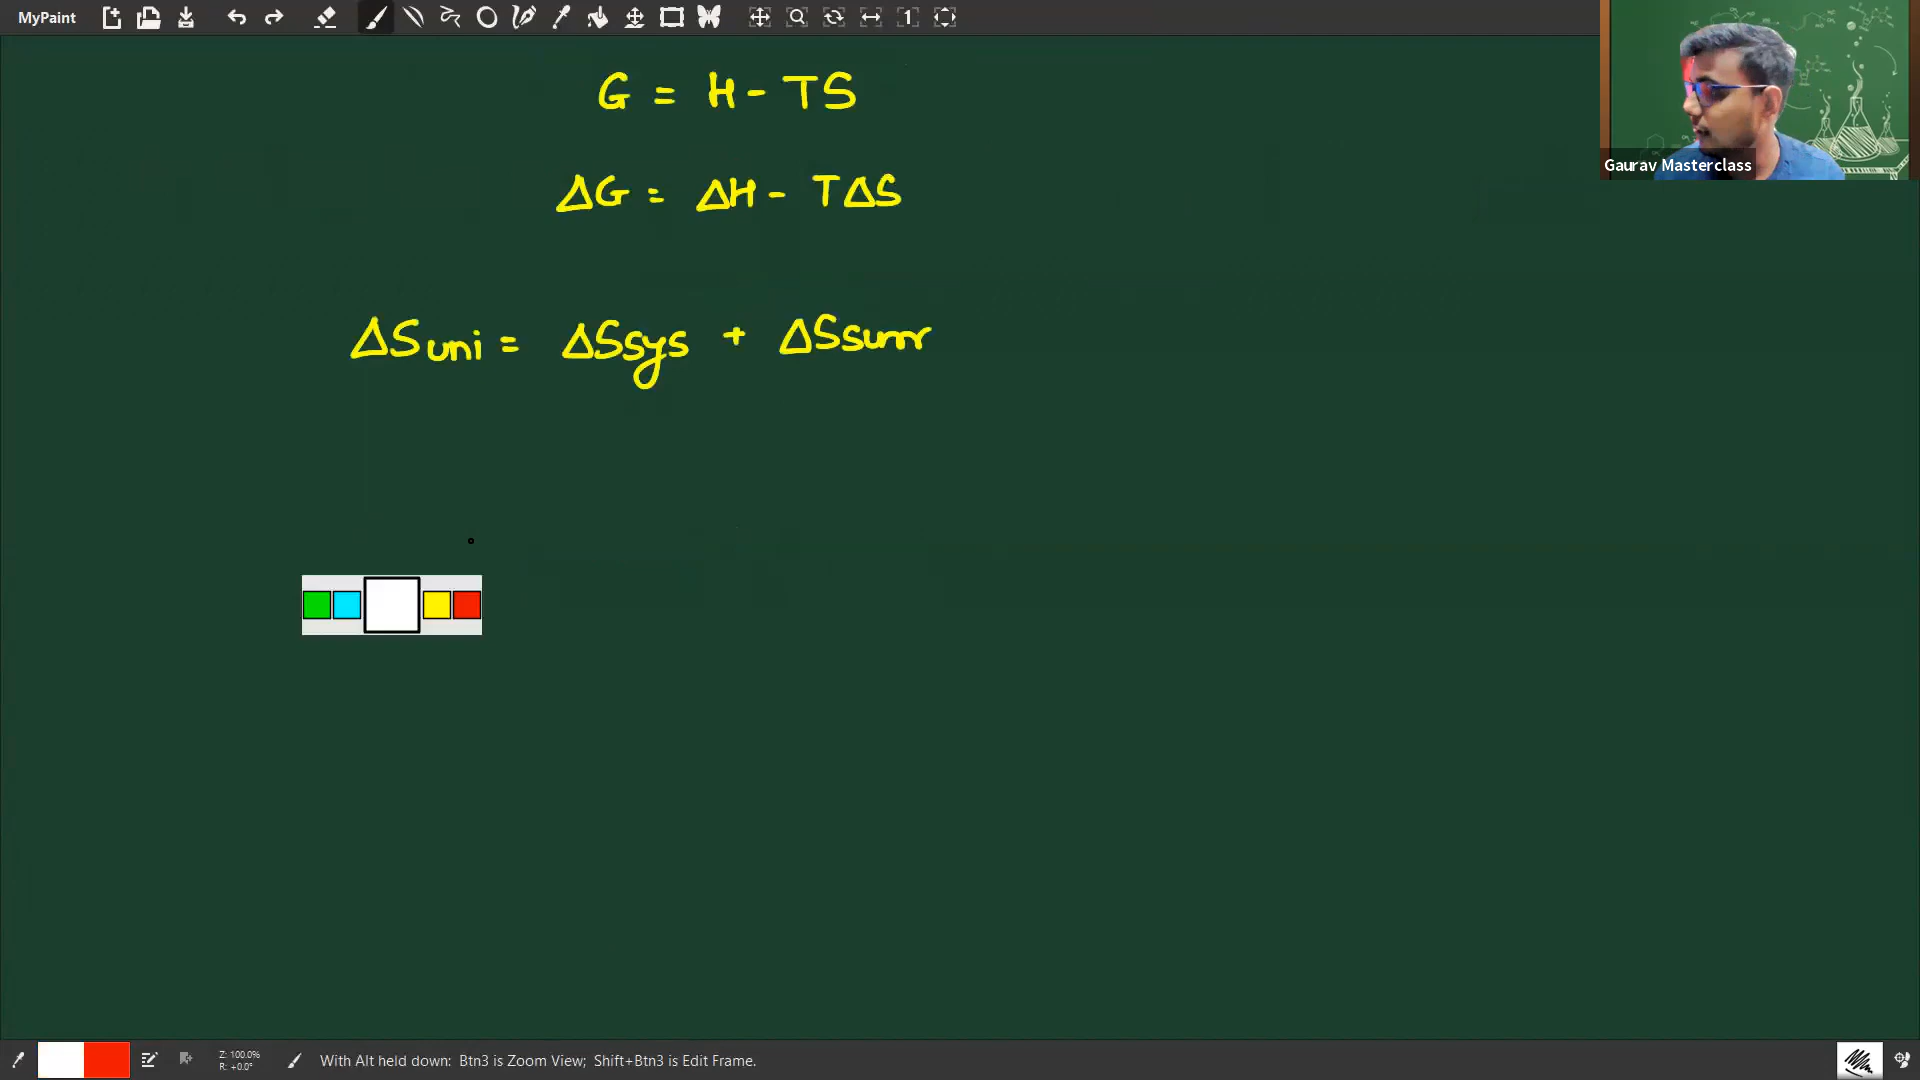 MyPaint
G = H - TS
Gaurav Masterclass
ΔG = ΔH - TΔS
ΔSuni = ΔSsys + ΔSsurr
Z: 100.0%
R: +0.0°
With Alt held down: Btn3 is Zoom View; Shift+Btn3 is Edit Frame.